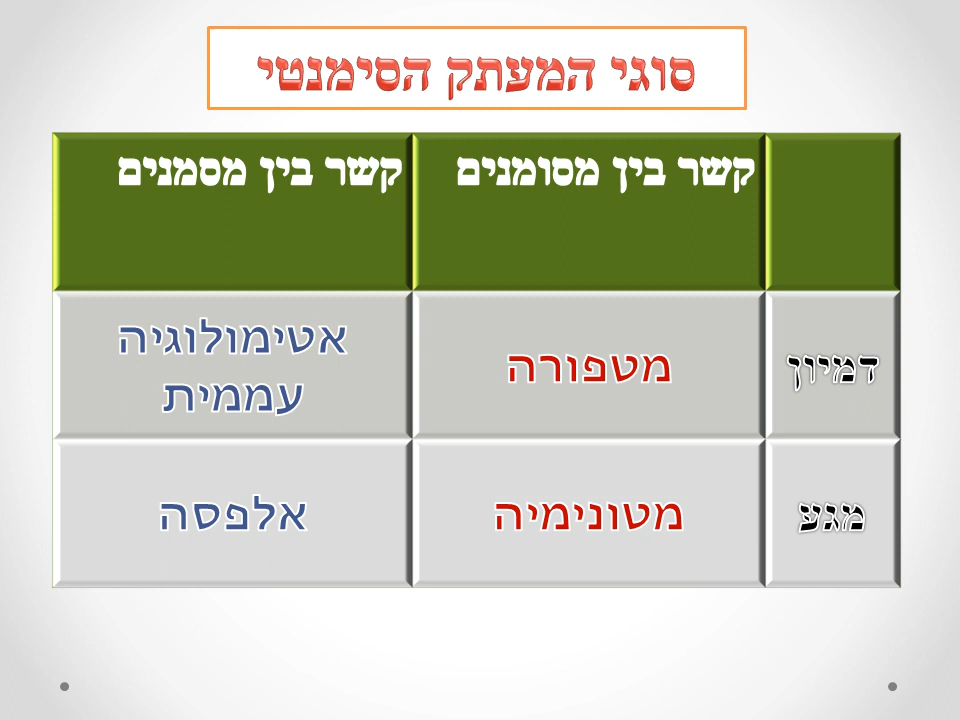 סוגי המעתק הסימנטי
קשר בין מסומנים
קשר בין מסמנים
דמיון
מטפורה
אטימולוגיה
עממית
מגע
מטונימיה
אלפסה